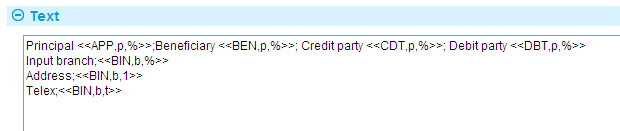 Text
Principal <<APP,p,%>>;Beneficiary <<BEN,p,%>>; Credit party <<CDT,p,%>>; Debit party <<DBT,p,%>>
Input branch;<<BIN,b,%>>
Address;<<BIN,b,1>>
Telex;<<BIN,b,t>>